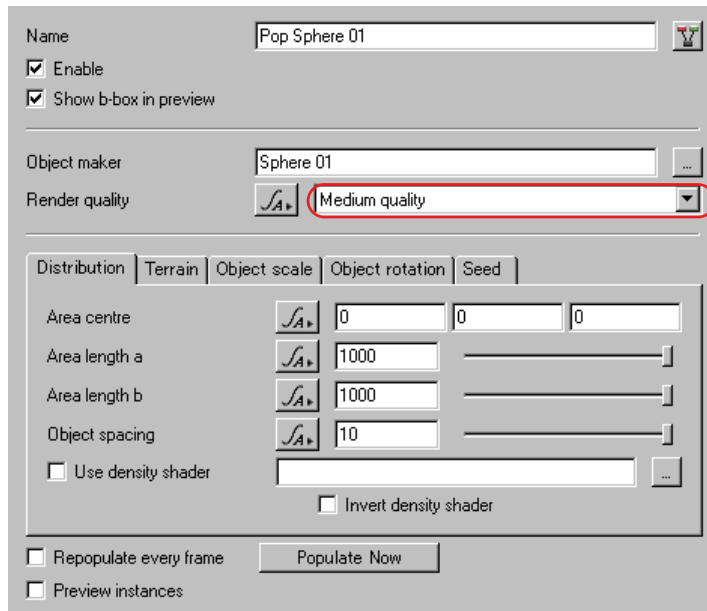 Name Pop Sphere 01
Enable
Show b-box in preview
Object maker Sphere 01 ...
Render quality Medium quality
Distribution Terrain Object scale Object rotation Seed
Area centre 0 0 0
Area length a 1000
Area length b 1000
Object spacing 10
Use density shader ...
Invert density shader
Repopulate every frame Populate Now
Preview instances